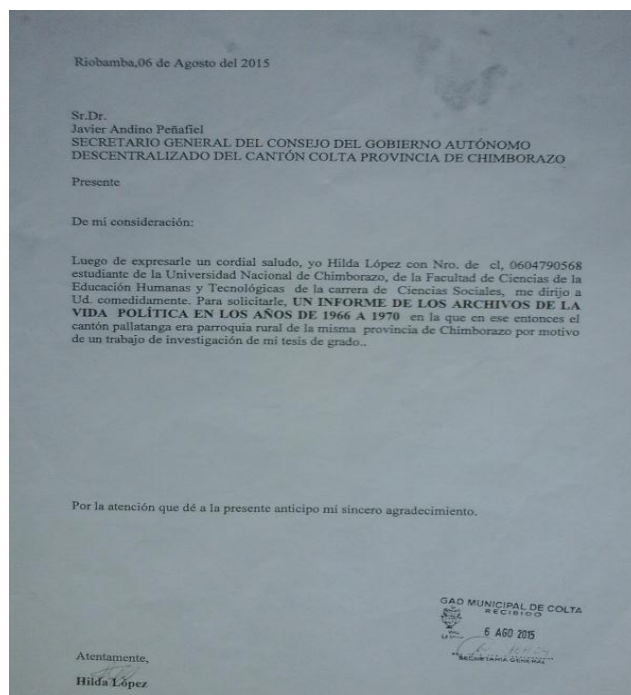 Riobamba,06 de Agosto del 2015
Sr.Dr.
Javier Andino Peñafiel
SECRETARIO GENERAL DEL CONSEJO DEL GOBIERNO AUTÓNOMO
DESCENTRALIZADO DEL CANTÓN COLTA PROVINCIA DE CHIMBORAZO
Presente
De mi consideración:
Luego de expresarle un cordial saludo, yo Hilda López con Nro. de cI, 0604790568
estudiante de la Universidad Nacional de Chimborazo, de la Facultad de Ciencias de la
Educación Humanas y Tecnológicas de la carrera de Ciencias Sociales, me dirijo a
Ud. comedidamente. Para solicitarle, UN INFORME DE LOS ARCHIVOS DE LA
VIDA POLÍTICA EN LOS AÑOS DE 1966 A 1970 en la que en ese entonces el
cantón pallatanga era parroquia rural de la misma provincia de Chimborazo por motivo
de un trabajo de investigación de mi tesis de grado..
Por la atención que dé a la presente anticipo mi sincero agradecimiento.
GAD MUNICIPAL DE COLTA
RECIBIDO
6 AGO 2015
SECRETARIA GENERAL
Atentamente,
Hilda López